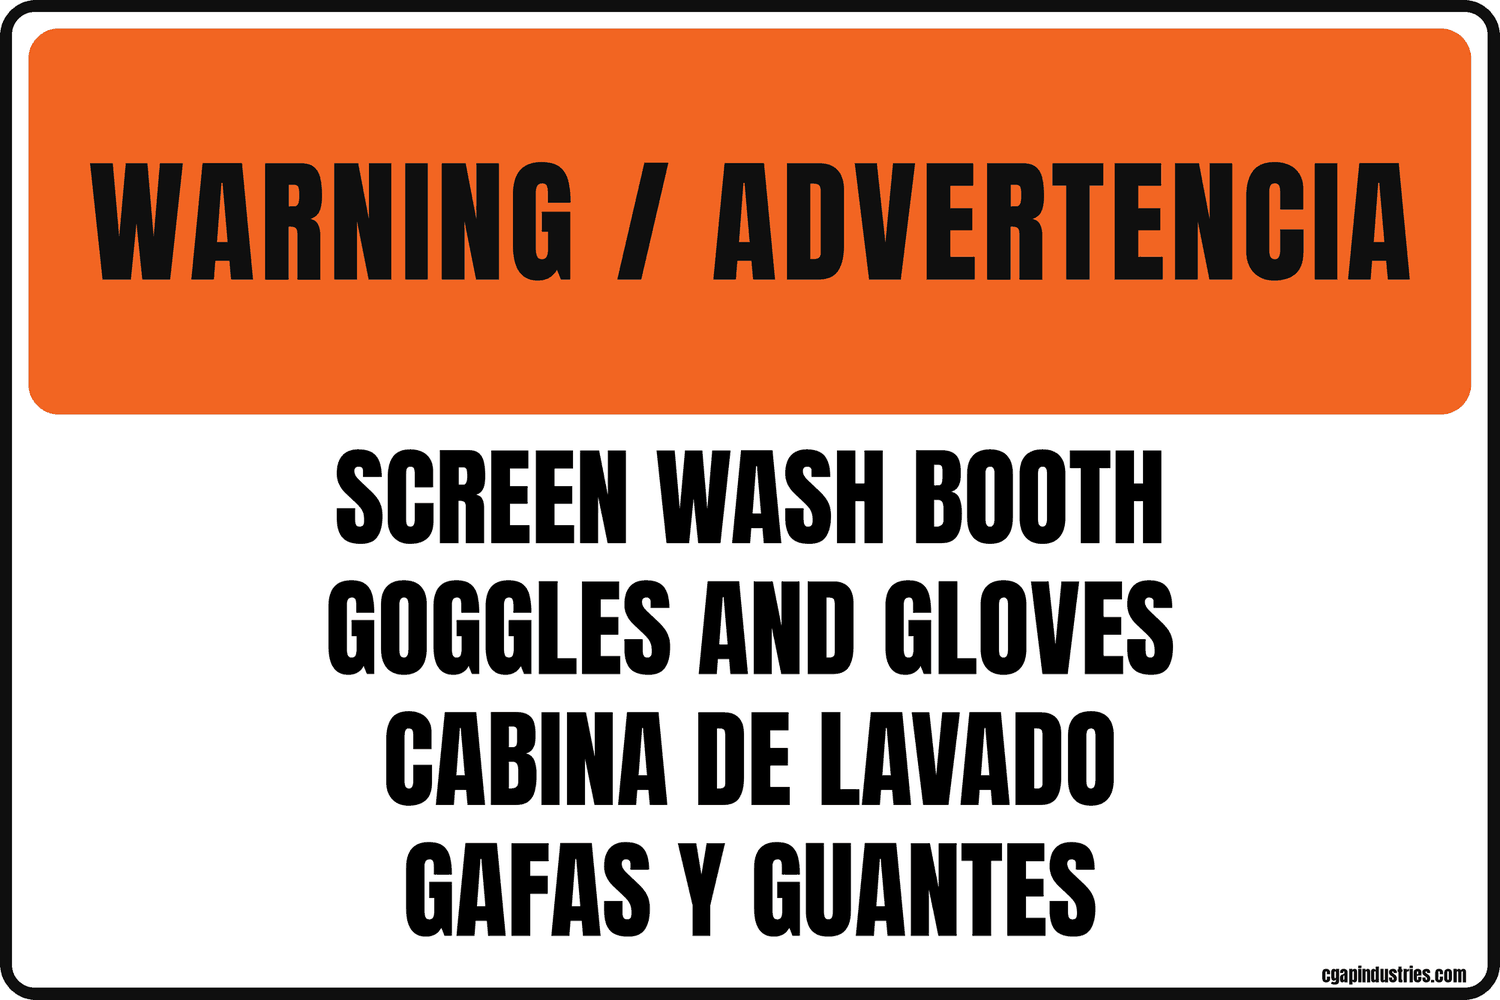 WARNING / ADVERTENCIA
SCREEN WASH BOOTH
GOGGLES AND GLOVES
CABINA DE LAVADO
GAFAS Y GUANTES
cgapindustries.com